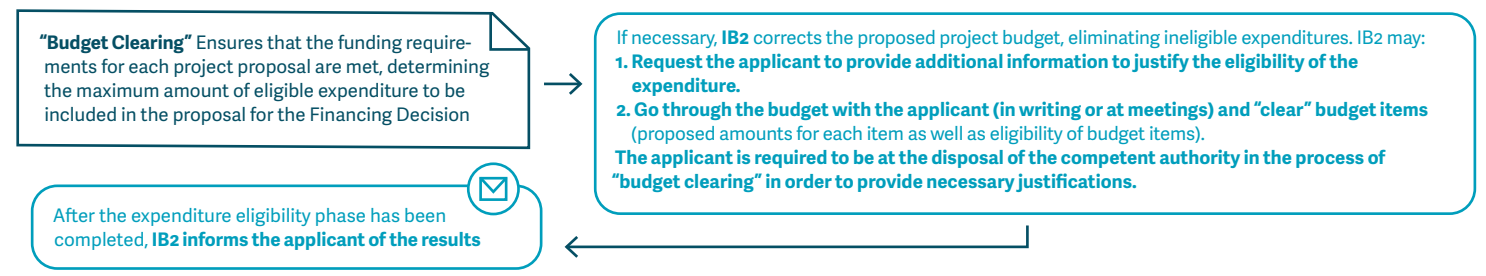 “Budget Clearing” Ensures that the funding require-
ments for each project proposal are met, determining
the maximum amount of eligible expenditure to be
included in the proposal for the Financing Decision
If necessary, IB2 corrects the proposed project budget, eliminating ineligible expenditures. IB2 may:
1. Request the applicant to provide additional information to justify the eligibility of the
expenditure.
2. Go through the budget with the applicant (in writing or at meetings) and “clear” budget items
(proposed amounts for each item as well as eligibility of budget items).
The applicant is required to be at the disposal of the competent authority in the process of
“budget clearing” in order to provide necessary justifications.
After the expenditure eligibility phase has been
completed, IB2 informs the applicant of the results